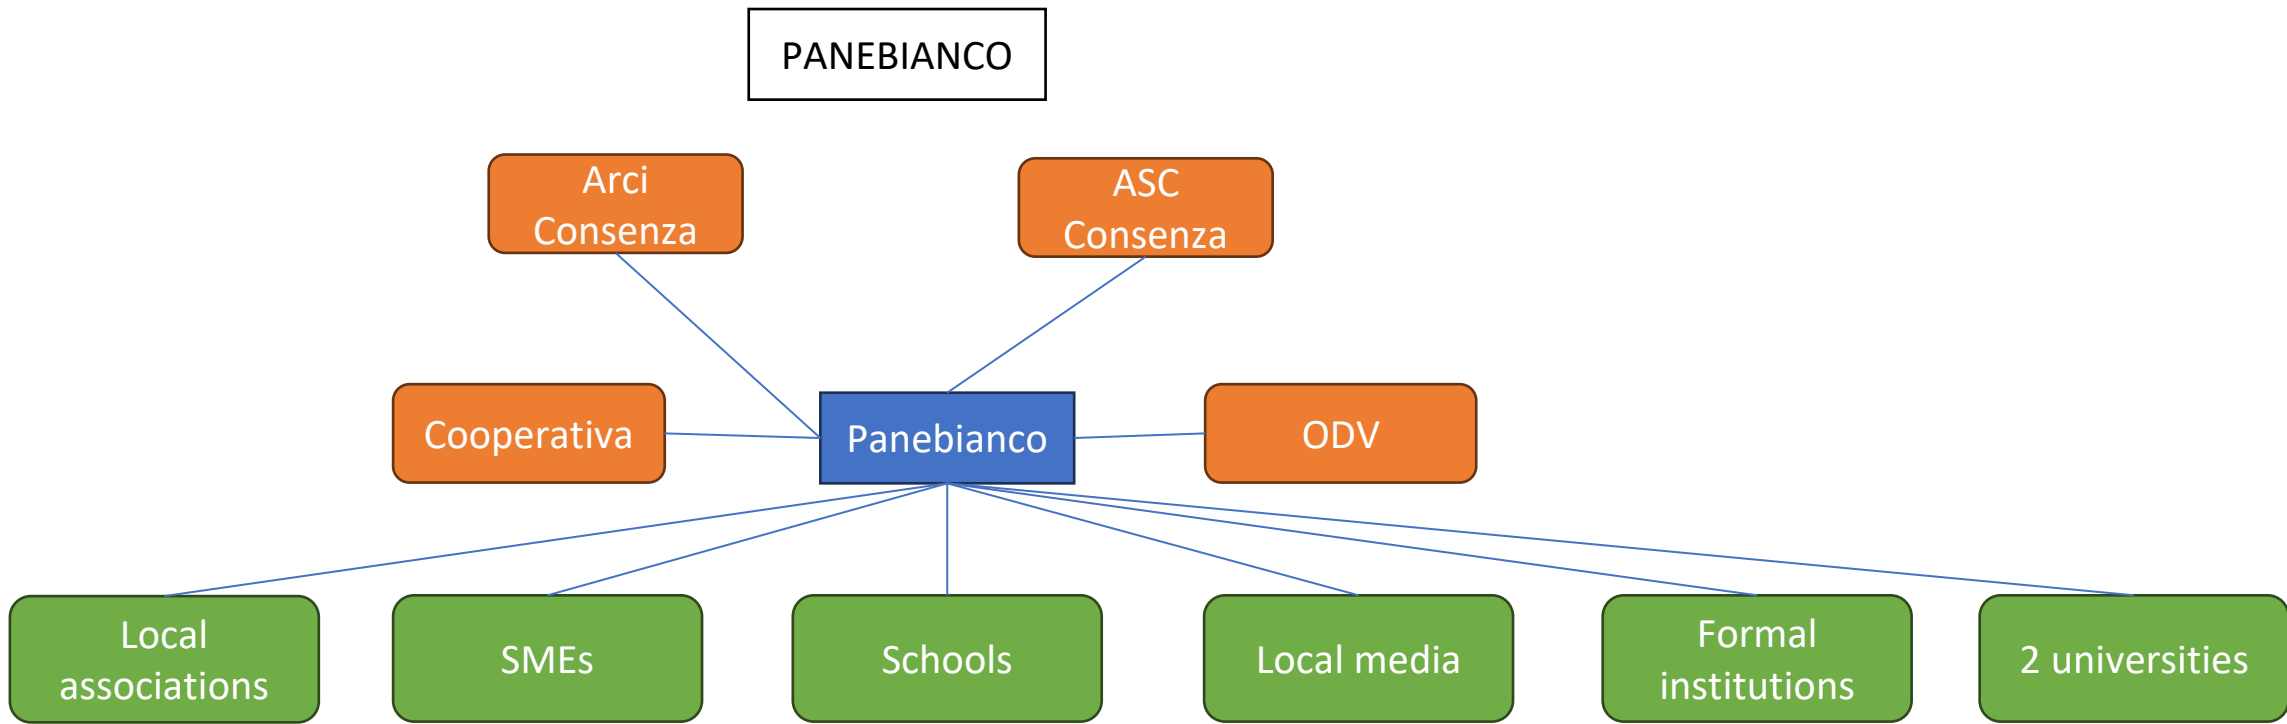 PANEBIANCO
Arci
Consenza
ASC
Consenza
Cooperativa
Panebianco
ODV
Local
associations
SMEs
Schools
Local media
Formal
institutions
2 universities